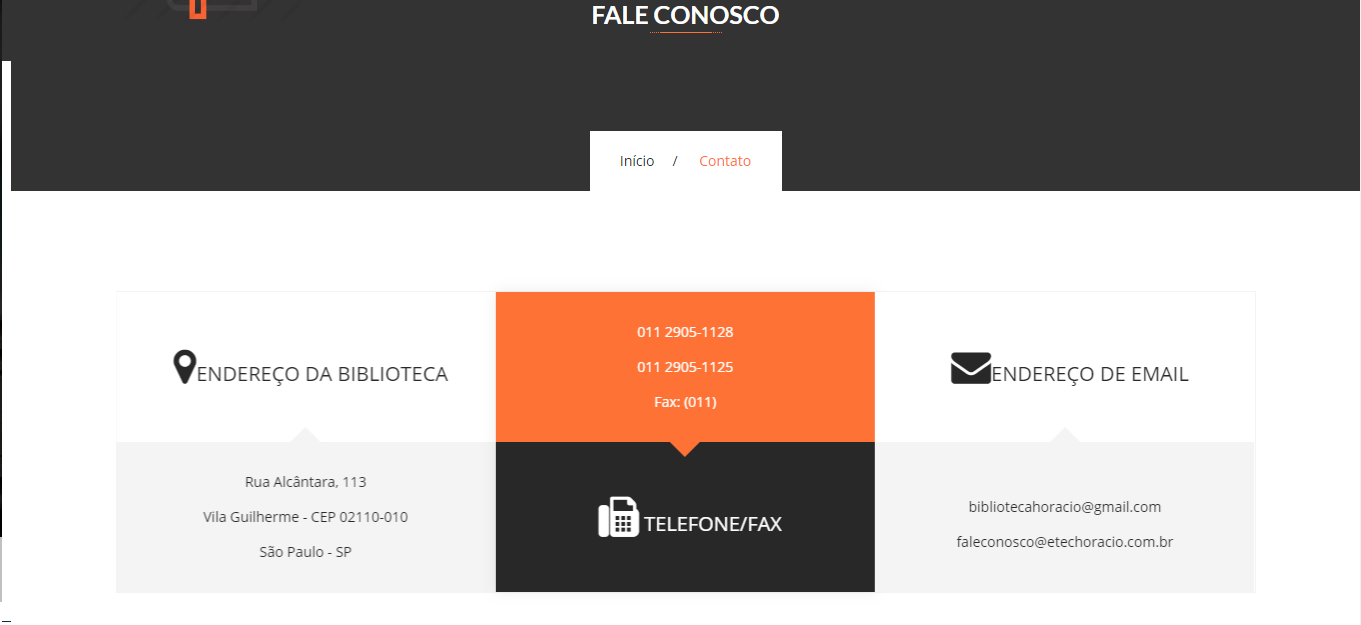 FALE CONOSCO
Início / Contato
ENDEREÇO DA BIBLIOTECA
Rua Alcântara, 113
Vila Guilherme - CEP 02110-010
São Paulo - SP
011 2905-1128
011 2905-1125
Fax: (011)
TELEFONE/FAX
ENDEREÇO DE EMAIL
bibliotecahoracio@gmail.com
faleconosco@etechoracio.com.br